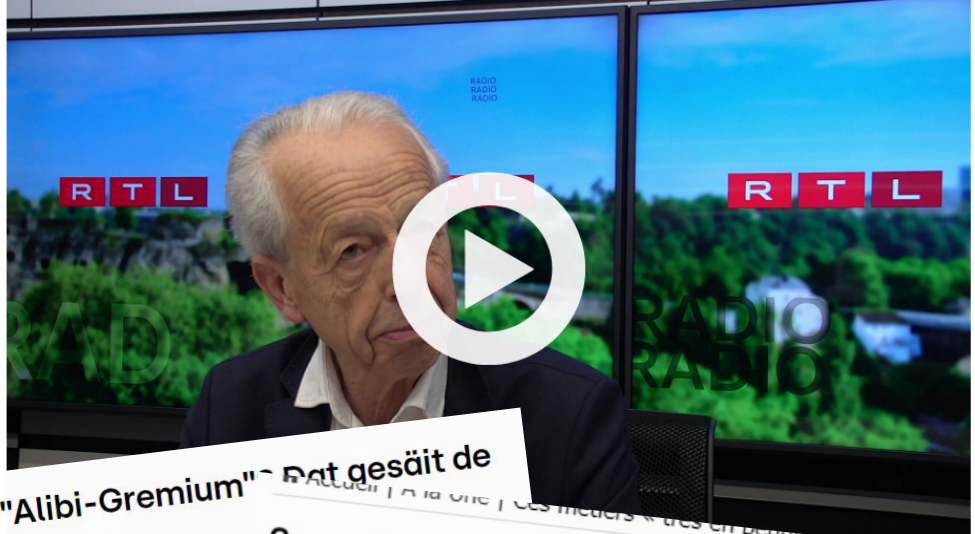 RADIO
RADIO
RADIO
RTL
RTL
RAD
RADIO
RADIO
"Alibi-Gremium"? Dat gesäit de
Accueil | À la Une | Ces métiers « très en